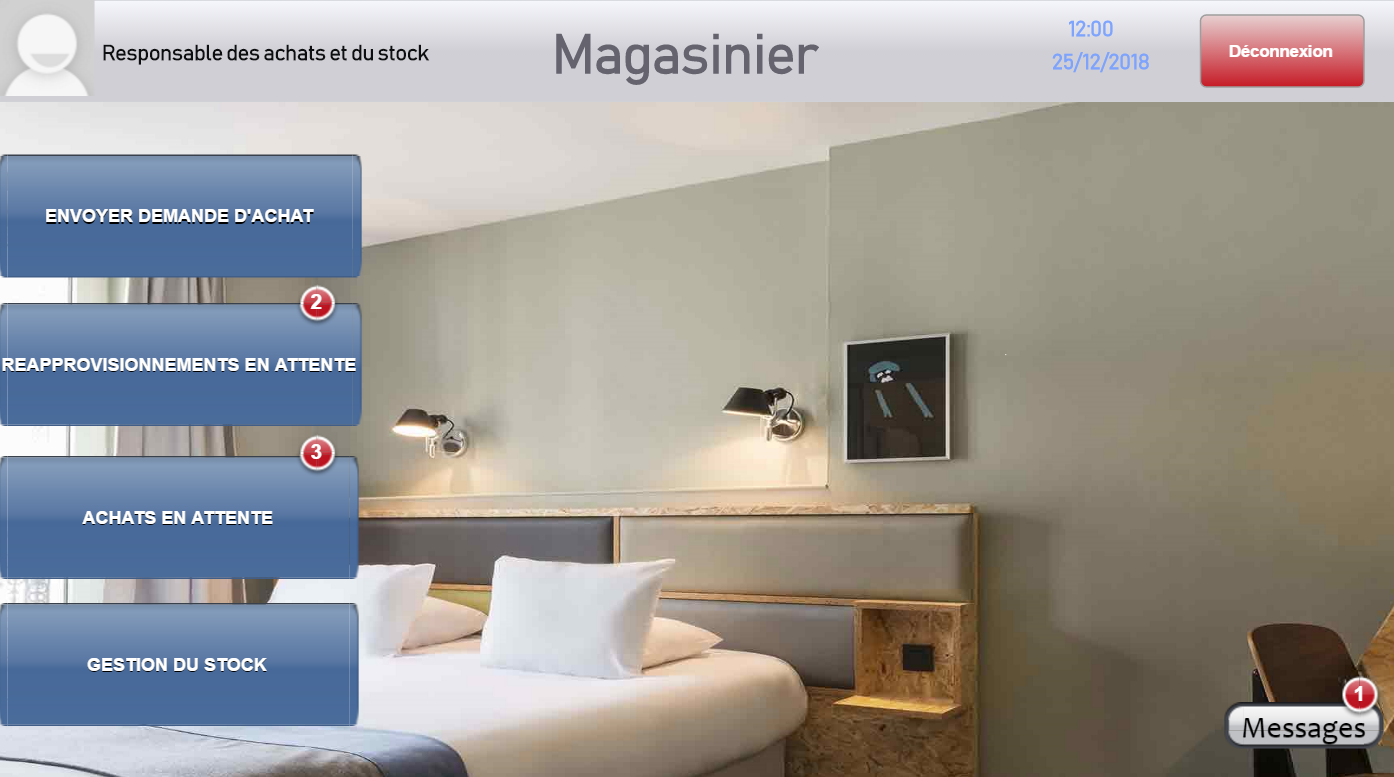 Responsable des achats et du stock
Magasinier
12:00
25/12/2018
Déconnexion
ENVOYER DEMANDE D'ACHAT
2
REAPPROVISIONNEMENTS EN ATTENTE
3
ACHATS EN ATTENTE
GESTION DU STOCK
1
Messages